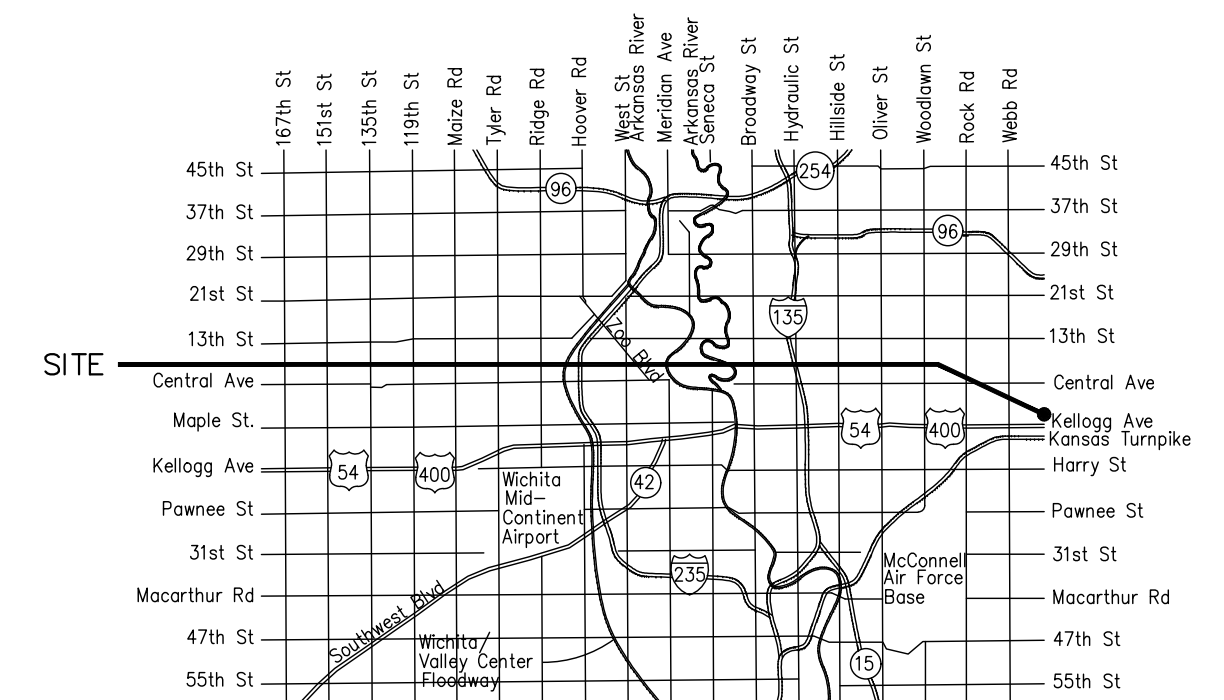 167th St
151st St
135th St
119th St
Maize Rd
Tyler Rd
Ridge Rd
Hoover Rd
West St
Arkansas River
Meridian Ave
Arkansas River
Seneca St
Broadway St
Hydraulic St
Hillside St
Oliver St
Woodlawn St
Rock Rd
Webb Rd
45th St
254
45th St
96
37th St
37th St
96
29th St
29th St
21st St
21st St
135
13th St
Zoo Blvd
13th St
SITE
Central Ave
Central Ave
Maple St.
54
400
Kellogg Ave
Kansas Turnpike
Kellogg Ave
54
400
Harry St
42
Wichita
Mid-
Continent
Airport
Pawnee St
Pawnee St
31st St
31st St
235
McConnell
Air Force
Base
Macarthur Rd
Macarthur Rd
Southwest Blvd
47th St
47th St
Wichita/
Valley Center
Floodway
15
55th St
55th St